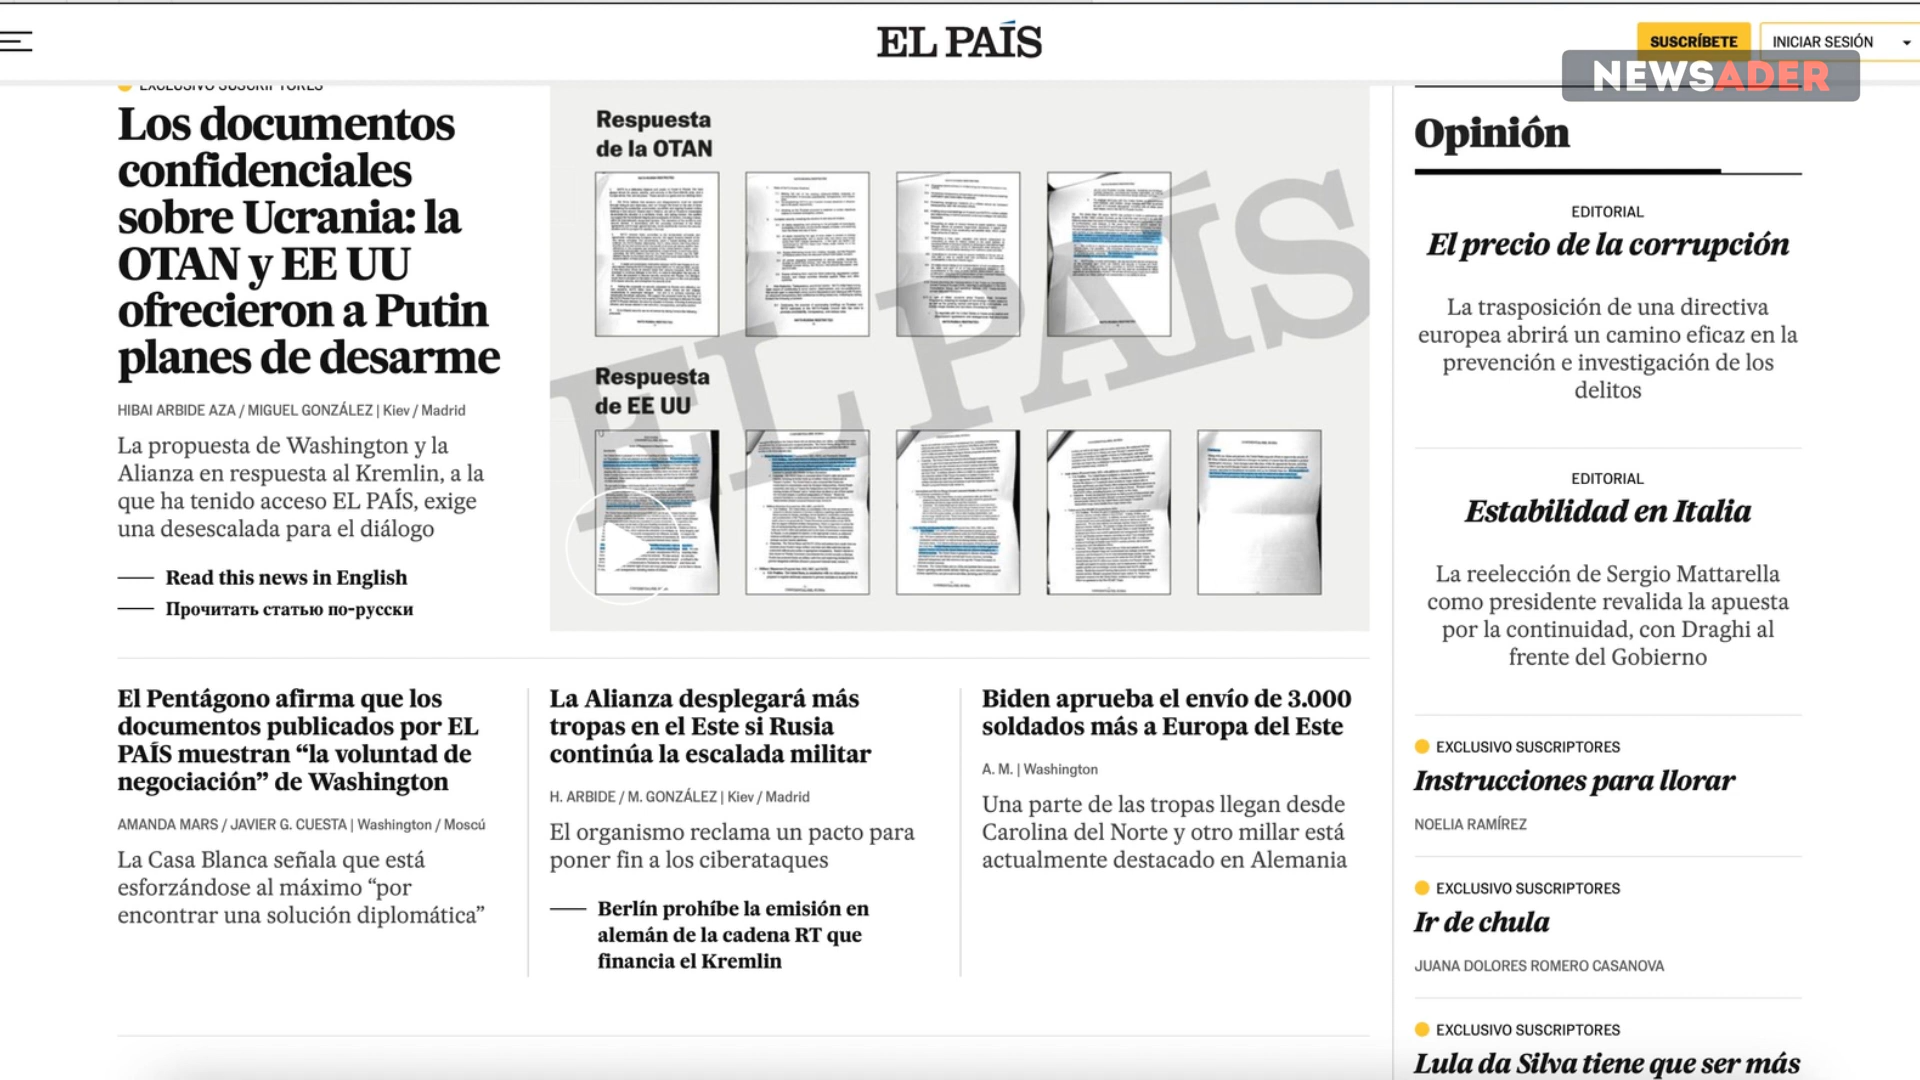 EL PAÍS
SUSCRÍBETE
INICIAR SESIÓN
NEWSADER
EXCLUSIVO SUSCRIPTORES
Los documentos
confidenciales
sobre Ucrania: la
OTAN y EE UU
ofrecieron a Putin
planes de desarme
HIBAI ARBIDE AZA / MIGUEL GONZÁLEZ | Kiev / Madrid
La propuesta de Washington y la
Alianza en respuesta al Kremlin, a la
que ha tenido acceso EL PAÍS, exige
una desescalada para el diálogo
Read this news in English
Прочитать статью по-русски
Respuesta
de la OTAN
EL PAÍS
Respuesta
de EE UU
El Pentágono afirma que los
documentos publicados por EL
PAÍS muestran “la voluntad de
negociación” de Washington
AMANDA MARS / JAVIER G. CUESTA | Washington / Moscú
La Casa Blanca señala que está
esforzándose al máximo “por
encontrar una solución diplomática”
La Alianza desplegará más
tropas en el Este si Rusia
continúa la escalada militar
H. ARBIDE / M. GONZÁLEZ | Kiev / Madrid
El organismo reclama un pacto para
poner fin a los ciberataques
Berlín prohíbe la emisión en
alemán de la cadena RT que
financia el Kremlin
Biden aprueba el envío de 3.000
soldados más a Europa del Este
A. M. | Washington
Una parte de las tropas llegan desde
Carolina del Norte y otro millar está
actualmente destacado en Alemania
Opinión
EDITORIAL
El precio de la corrupción
La trasposición de una directiva
europea abrirá un camino eficaz en la
prevención e investigación de los
delitos
EDITORIAL
Estabilidad en Italia
La reelección de Sergio Mattarella
como presidente revalida la apuesta
por la continuidad, con Draghi al
frente del Gobierno
EXCLUSIVO SUSCRIPTORES
Instrucciones para llorar
NOELIA RAMÍREZ
EXCLUSIVO SUSCRIPTORES
Ir de chula
JUANA DOLORES ROMERO CASANOVA
EXCLUSIVO SUSCRIPTORES
Lula da Silva tiene que ser más